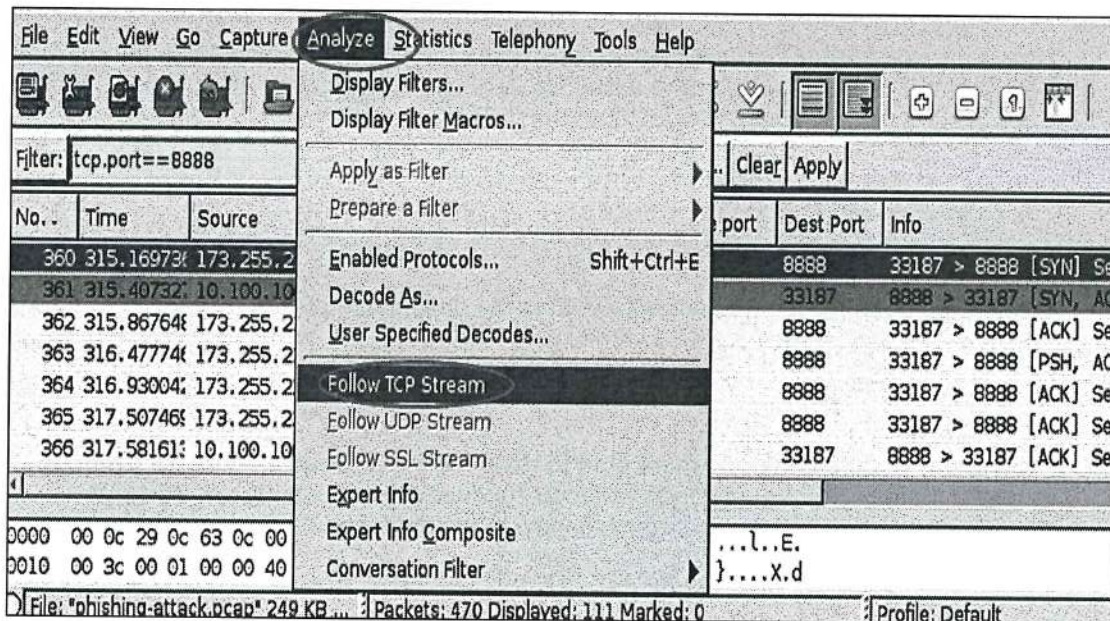 File Edit View Go Capture Analyze Statistics Telephony Tools Help
Display Filters...
Display Filter Macros...
Apply as Filter
Prepare a Filter
Enabled Protocols... Shift+Ctrl+E
Decode As...
User Specified Decodes...
Follow TCP Stream
Follow UDP Stream
Follow SSL Stream
Expert Info
Expert Info Composite
Conversation Filter
Filter: tcp.port==8888 Clear Apply
No. . Time Source port Dest Port Info
360 315.16973 173.255.2 8888 33187 > 8888 [SYN] Se
361 315.40732 10.100.10 33187 8888 > 33187 [SYN, AC
362 315.86764 173.255.2 8888 33187 > 8888 [ACK] Se
363 316.47774 173.255.2 8888 33187 > 8888 [PSH, AC
364 316.93004 173.255.2 8888 33187 > 8888 [ACK] Se
365 317.50746 173.255.2 8888 33187 > 8888 [ACK] Se
366 317.58161 10.100.10 33187 8888 > 33187 [ACK] Se
0000 00 0c 29 0c 63 0c 00 ...l..E.
0010 00 3c 00 01 00 00 40 }....X.d
File: "phishing-attack.pcap" 249 KB ... Packets: 470 Displayed: 111 Marked: 0 Profile: Default